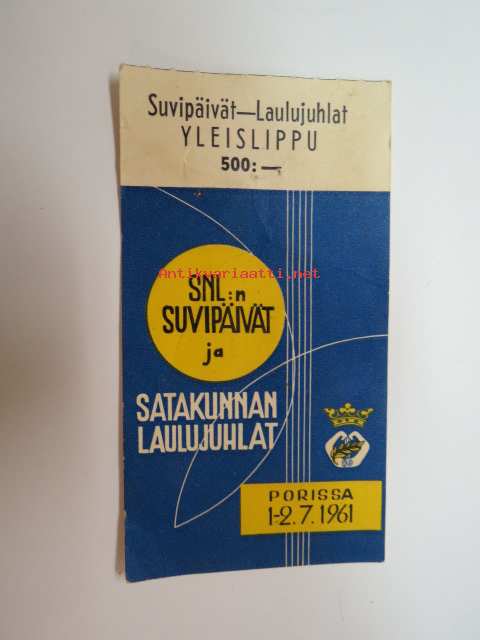 Suvipäivät—Laulujuhlat
YLEISLIPPU
500:—
Antikvariaatti.net
SNL:n
SUVIPÄIVÄT
ja
SATAKUNNAN
LAULUJUHLAT
PORISSA
1-2.7.1961